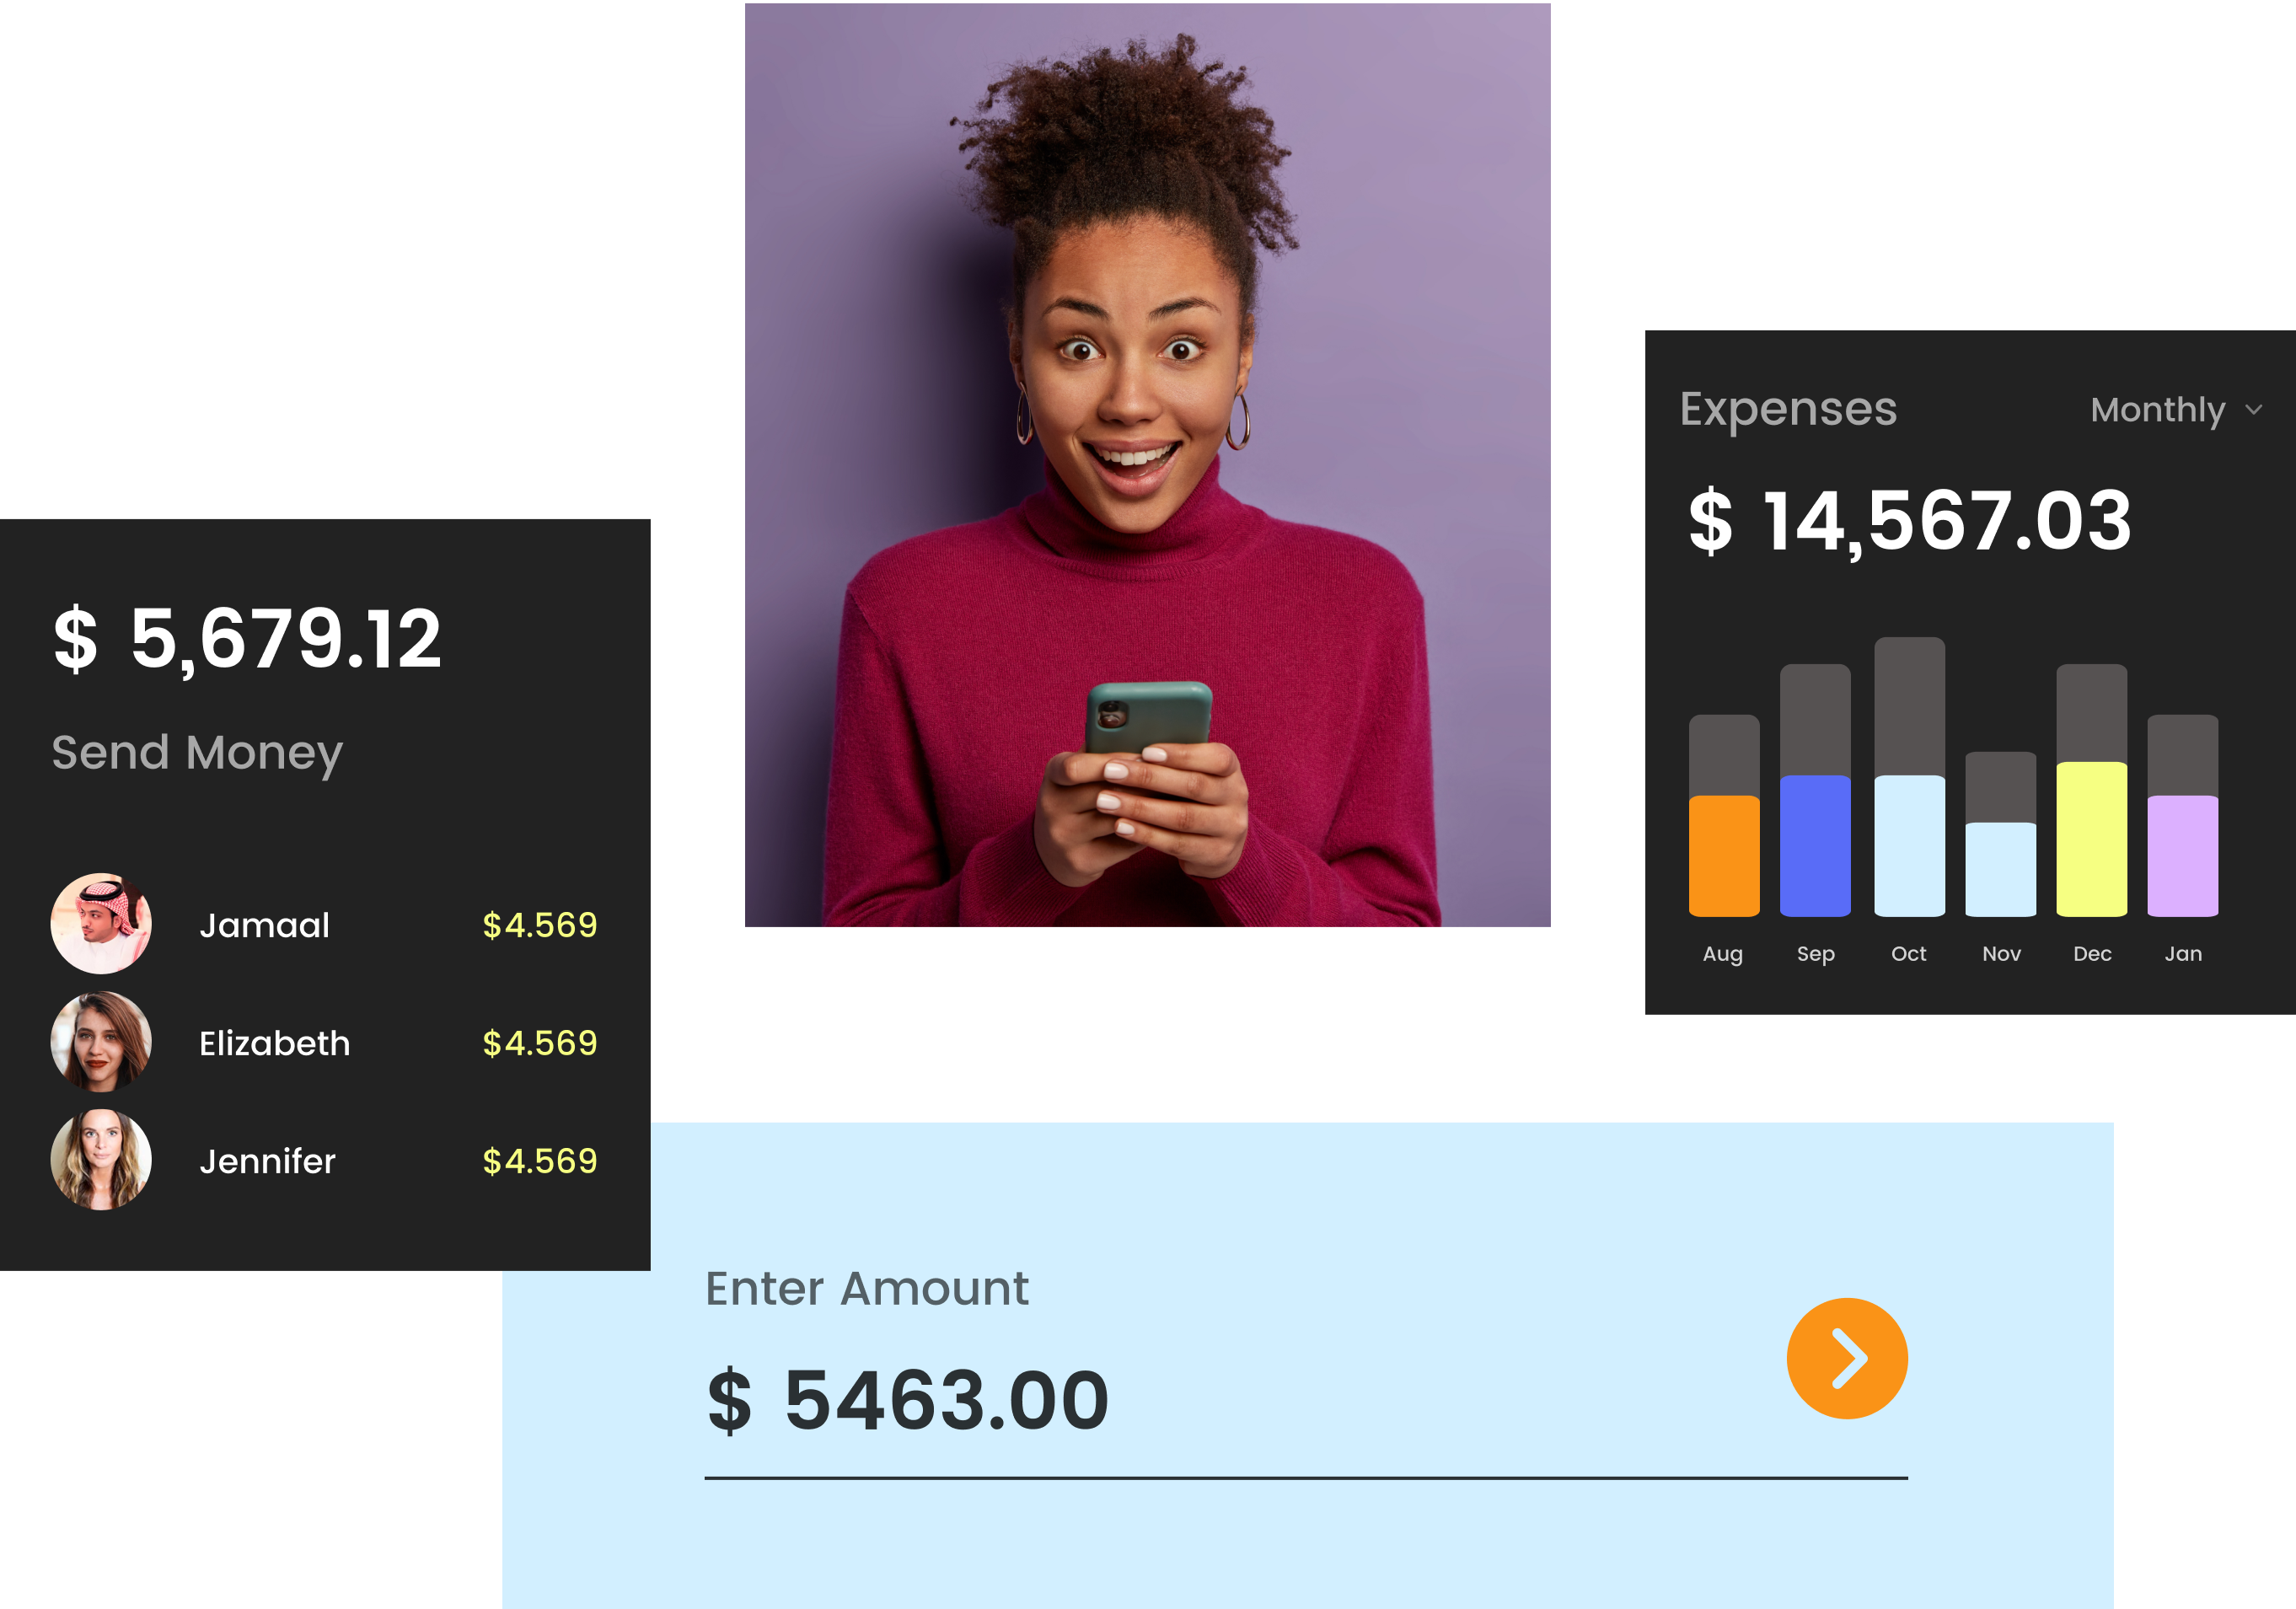 Expenses Monthly
$ 14,567.03
Aug Sep Oct Nov Dec Jan
$ 5,679.12
Send Money
Jamaal $4.569
Elizabeth $4.569
Jennifer $4.569
Enter Amount
$ 5463.00